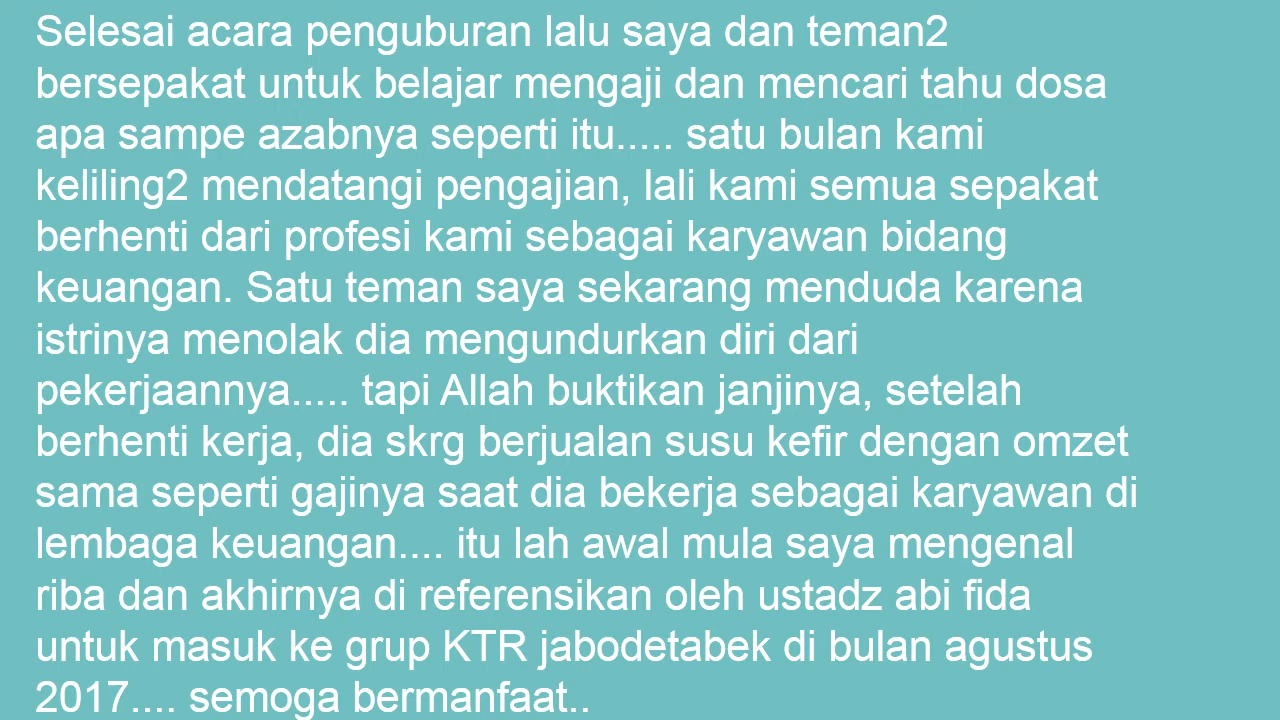 Selesai acara penguburan lalu saya dan teman2
bersepakat untuk belajar mengaji dan mencari tahu dosa
apa sampe azabnya seperti itu..... satu bulan kami
keliling2 mendatangi pengajian, lali kami semua sepakat
berhenti dari profesi kami sebagai karyawan bidang
keuangan. Satu teman saya sekarang menduda karena
istrinya menolak dia mengundurkan diri dari
pekerjaannya..... tapi Allah buktikan janjinya, setelah
berhenti kerja, dia skrg berjualan susu kefir dengan omzet
sama seperti gajinya saat dia bekerja sebagai karyawan di
lembaga keuangan.... itu lah awal mula saya mengenal
riba dan akhirnya di referensikan oleh ustadz abi fida
untuk masuk ke grup KTR jabodetabek di bulan agustus
2017.... semoga bermanfaat..